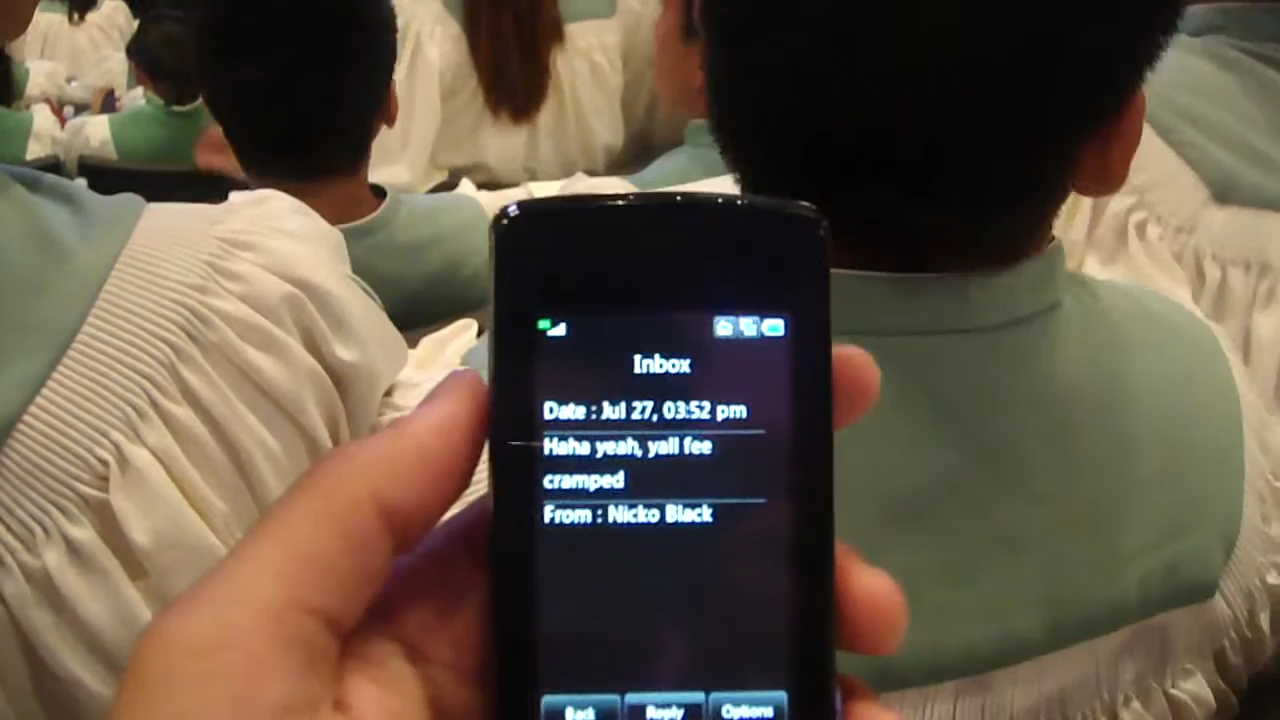 Inbox
Date : Jul 27, 03:52 pm
Haha yeah, yall fee
cramped
From : Nicko Black
Back Reply Options